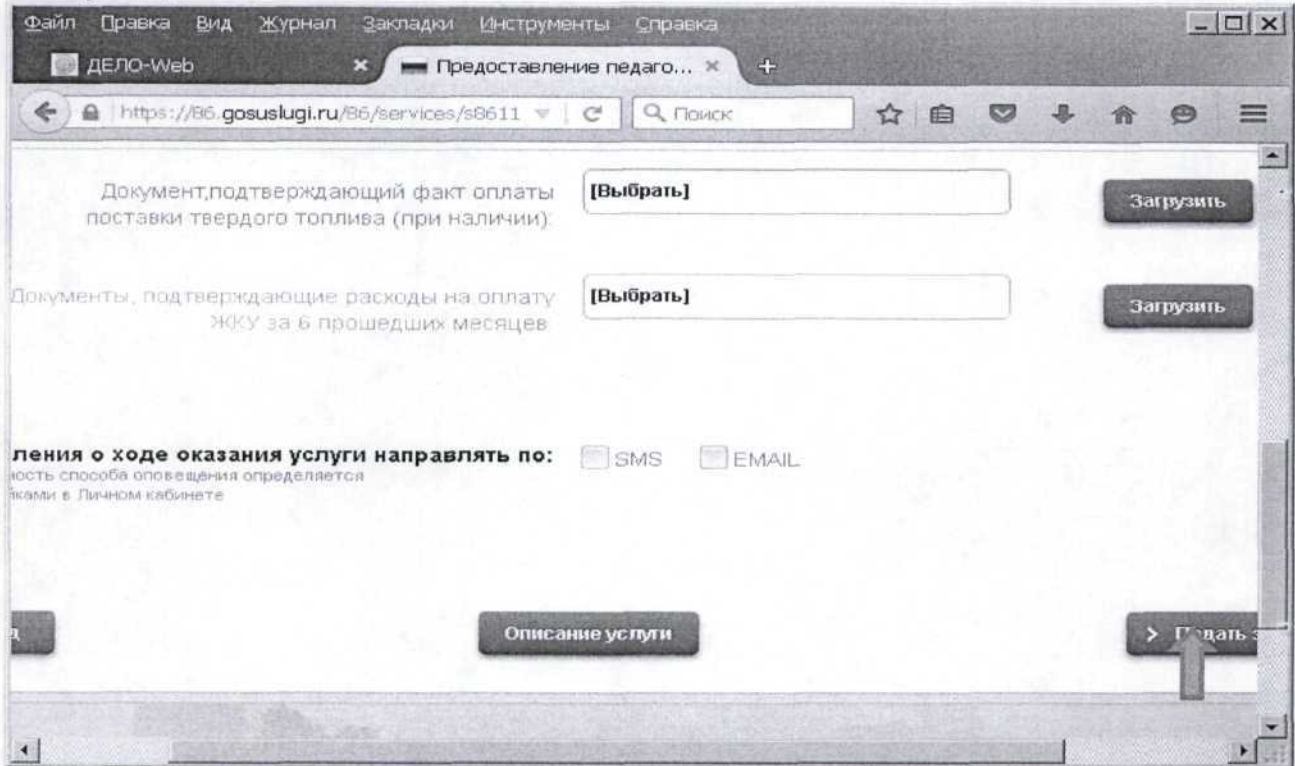 Файл Правка Вид Журнал Закладки Инструменты Справка
ДЕЛО-Web
Предоставление педаго...
https://86.gosuslugi.ru/86/services/s8611
Поиск
Документ,подтверждающий факт оплаты
поставки твердого топлива (при наличии):
[Выбрать]
Загрузить
Документы, подтверждающие расходы на оплату
ЖКУ за 6 прошедших месяцев
[Выбрать]
Загрузить
ления о ходе оказания услуги направлять по:
SMS EMAIL
ность способа оповещения определяется
йками в Личном кабинете
Описание услуги
> Подать з